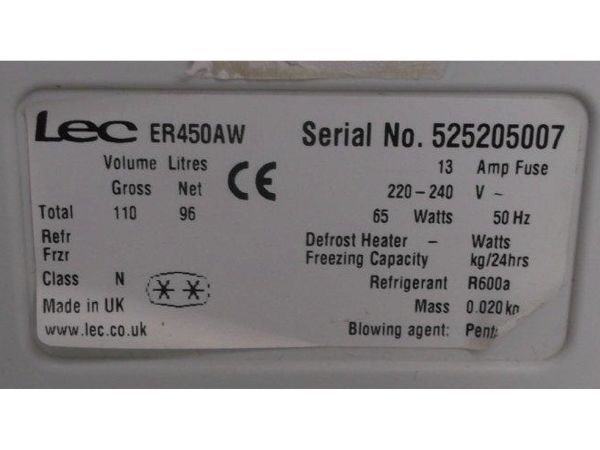 Lec ER450AW Serial No. 525205007
Volume Litres CE 13 Amp Fuse
Gross Net 220-240 V ~
Total 110 96 65 Watts 50 Hz
Refr Defrost Heater - Watts
Frzr Freezing Capacity kg/24hrs
Class N ** Refrigerant R600a
Made in UK Mass 0.020kg
www.lec.co.uk Blowing agent: